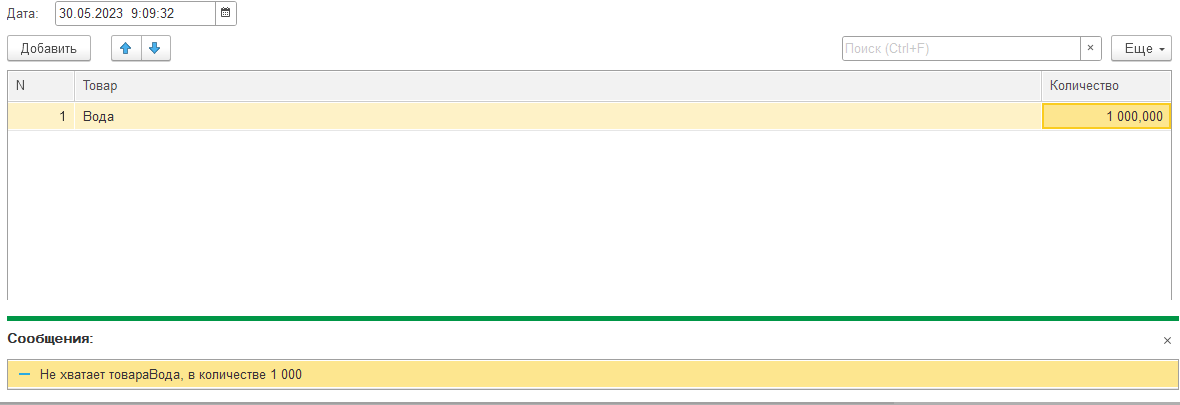 Дата: 30.05.2023 9:09:32
Добавить Поиск (Ctrl+F) × Еще
N Товар Количество
1 Вода 1 000,000
Сообщения: ×
Не хватает товараВода, в количестве 1 000